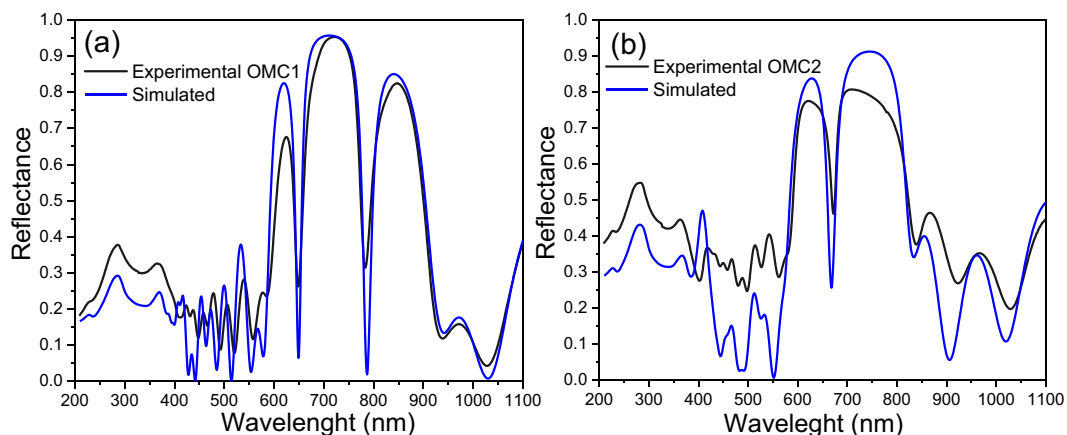 (a)
Experimental OMC1
Simulated
Reflectance
1.0
0.9
0.8
0.7
0.6
0.5
0.4
0.3
0.2
0.1
0.0
200 300 400 500 600 700 800 900 1000 1100
Wavelenght (nm)
(b)
Experimental OMC2
Simulated
Reflectance
1.0
0.9
0.8
0.7
0.6
0.5
0.4
0.3
0.2
0.1
0.0
200 300 400 500 600 700 800 900 1000 1100
Waveleght (nm)